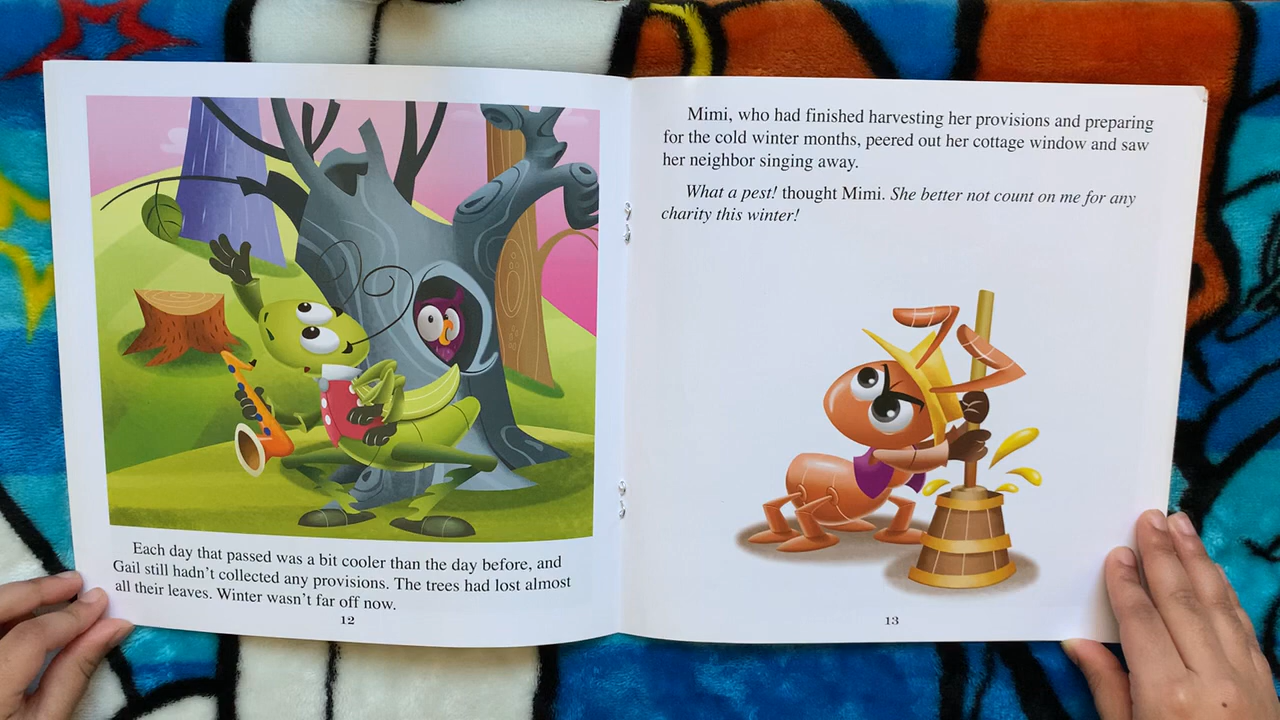 Each day that passed was a bit cooler than the day before, and
Gail still hadn't collected any provisions. The trees had lost almost
all their leaves. Winter wasn't far off now.
12
Mimi, who had finished harvesting her provisions and preparing
for the cold winter months, peered out her cottage window and saw
her neighbor singing away.
What a pest! thought Mimi. She better not count on me for any
charity this winter!
13